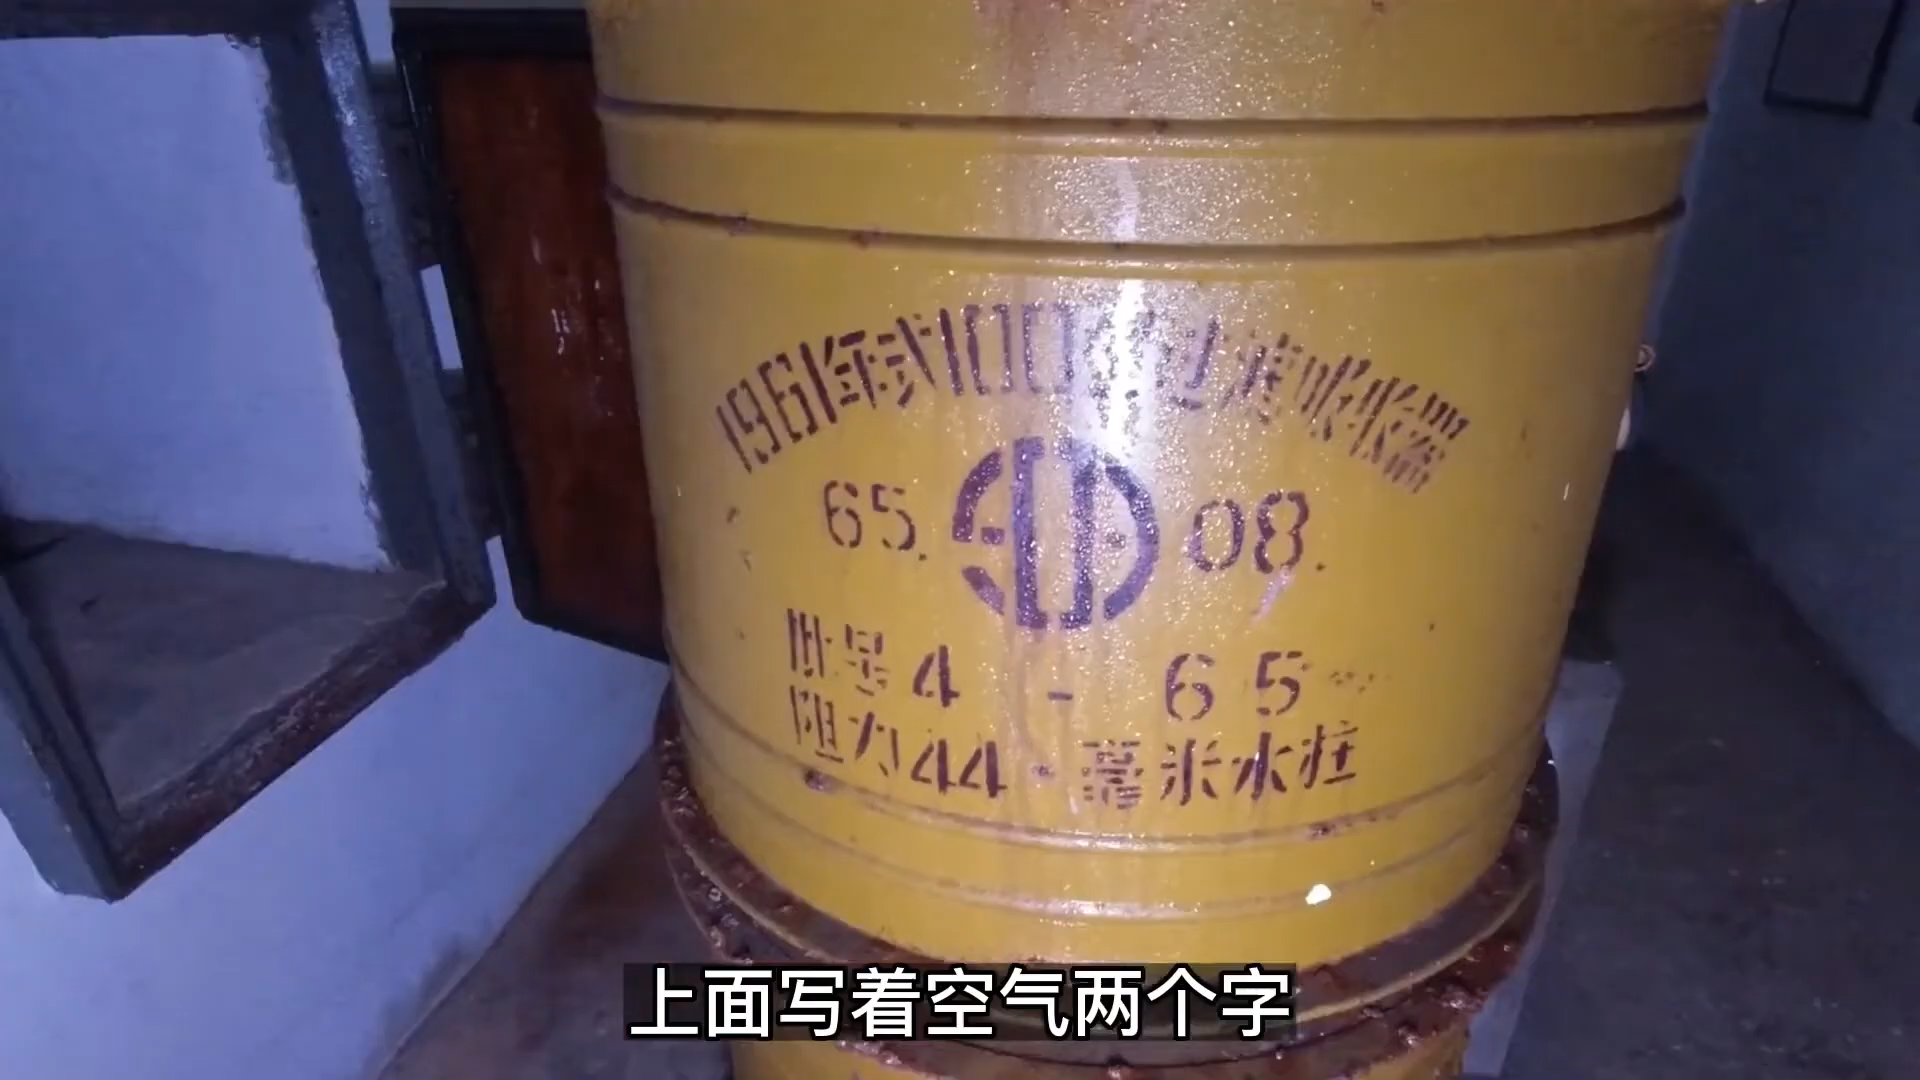 1961年式100型过滤吸收器
65. 08.
批号4 - 65
阻力44·毫米水柱
上面写着空气两个字